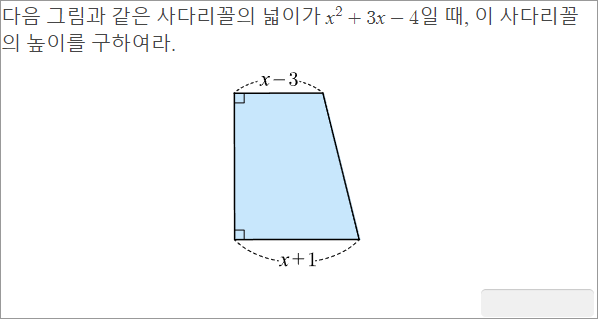 다음 그림과 같은 사다리꼴의 넓이가 x² + 3x − 4일 때, 이 사다리꼴
의 높이를 구하여라.
x−3
x+1